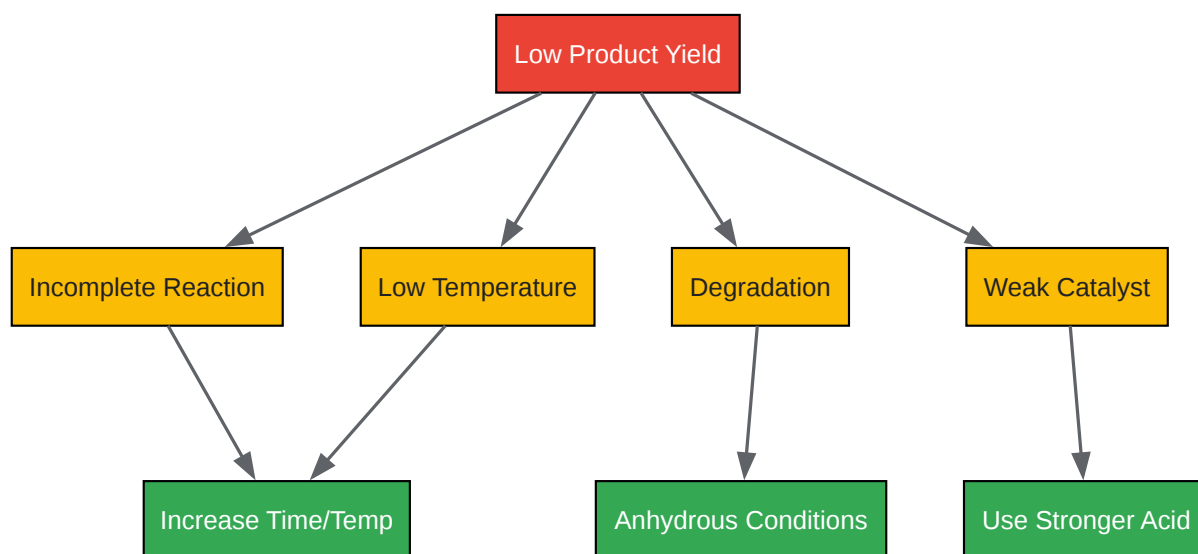 Low Product Yield
Incomplete Reaction
Low Temperature
Degradation
Weak Catalyst
Increase Time/Temp
Anhydrous Conditions
Use Stronger Acid